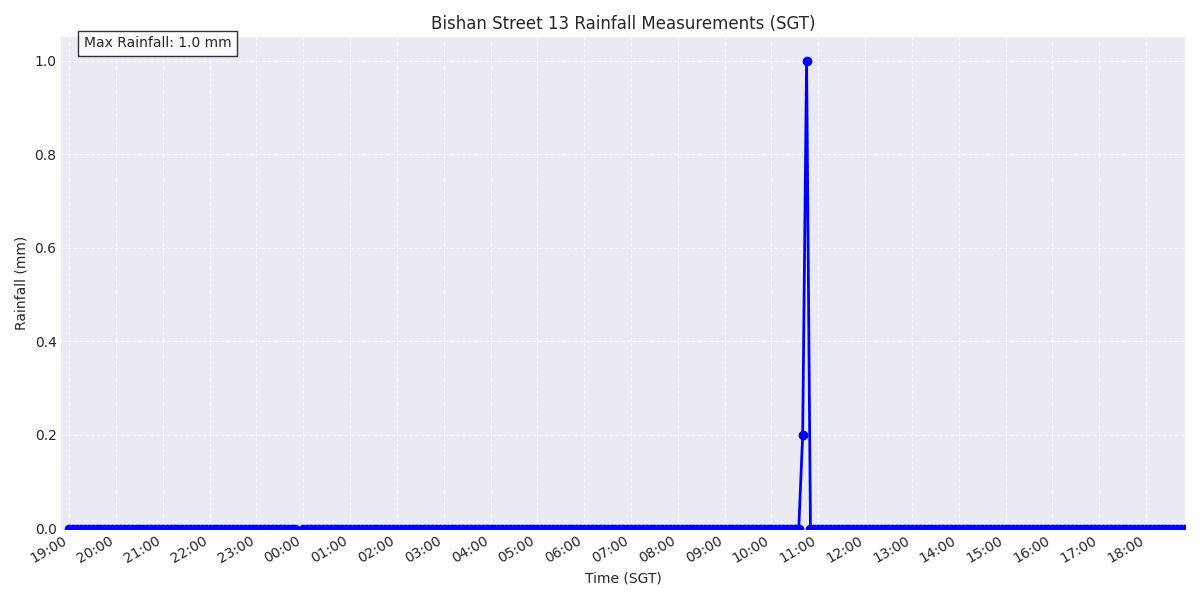 Bishan Street 13 Rainfall Measurements (SGT)
Max Rainfall: 1.0 mm
1.0
0.8
0.6
0.4
0.2
0.0
Rainfall (mm)
19:00 20:00 21:00 22:00 23:00 00:00 01:00 02:00 03:00 04:00 05:00 06:00 07:00 08:00 09:00 10:00 11:00 12:00 13:00 14:00 15:00 16:00 17:00 18:00
Time (SGT)